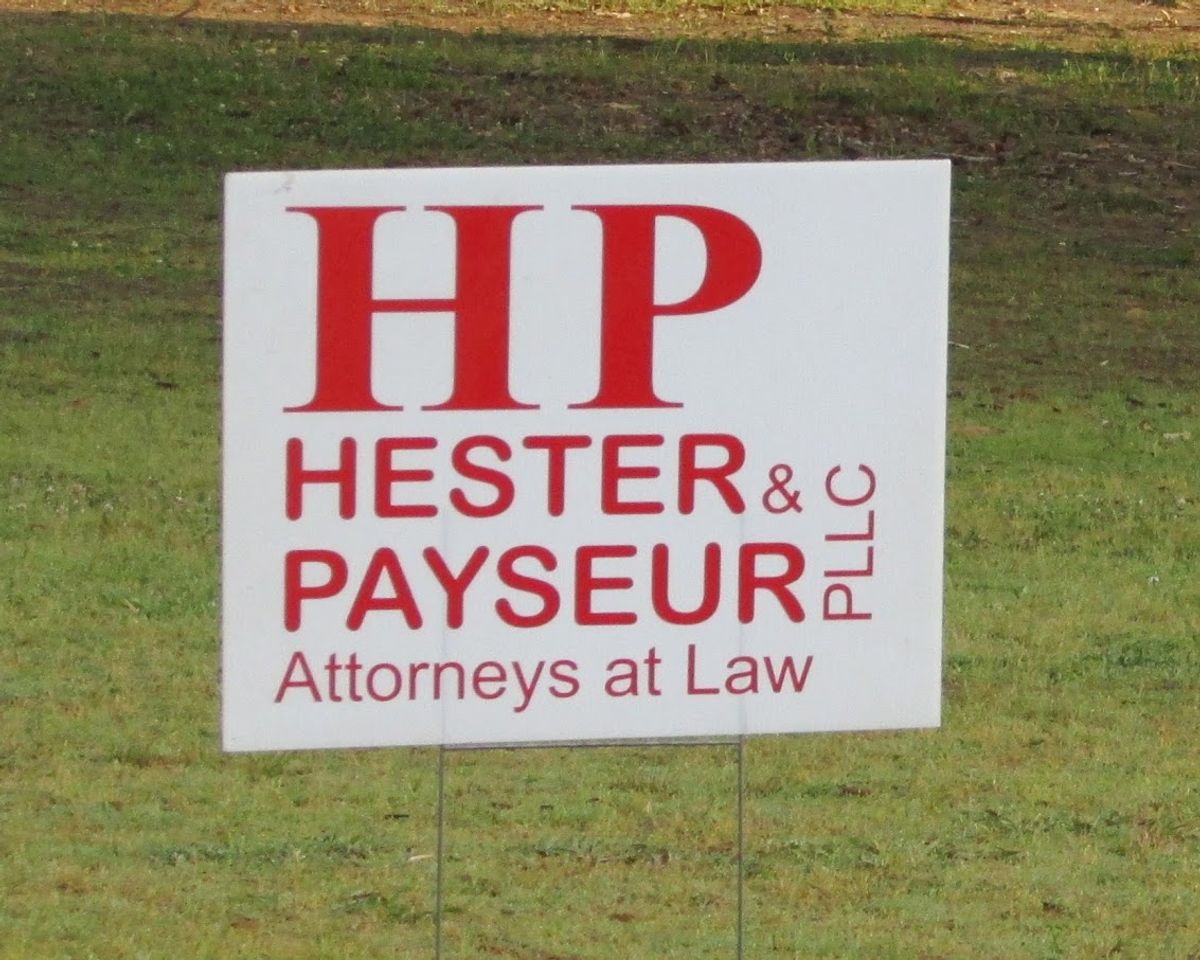 HP
HESTER &
PAYSEUR
PLLC
Attorneys at Law